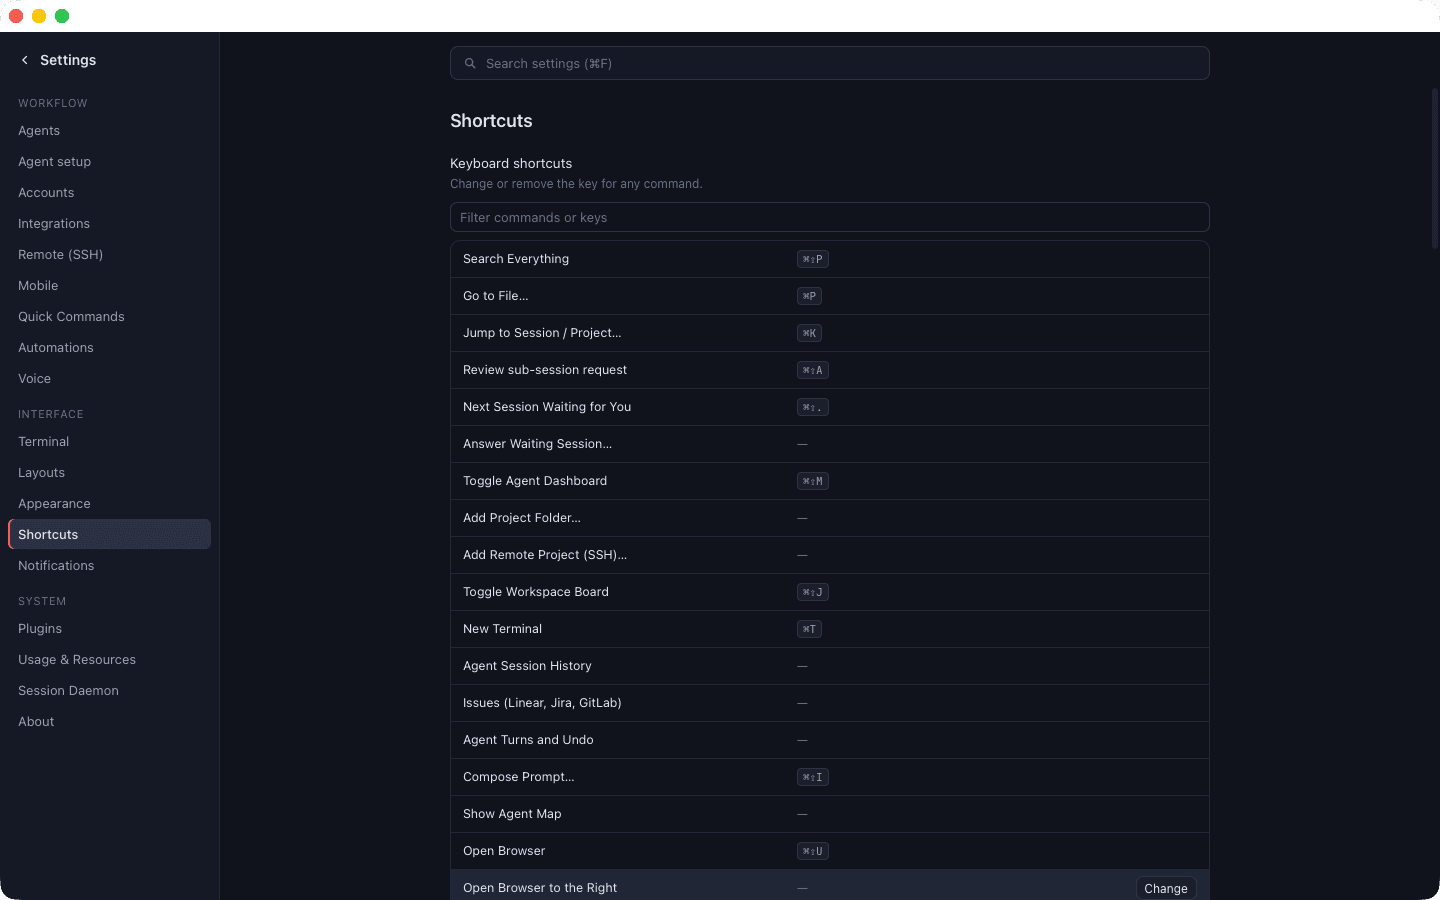 Settings
WORKFLOW
Agents
Agent setup
Accounts
Integrations
Remote (SSH)
Mobile
Quick Commands
Automations
Voice
INTERFACE
Terminal
Layouts
Appearance
Shortcuts
Notifications
SYSTEM
Plugins
Usage & Resources
Session Daemon
About
Search settings (⌘F)
Shortcuts
Keyboard shortcuts
Change or remove the key for any command.
Filter commands or keys
Search Everything ⌘⇧P
Go to File... ⌘P
Jump to Session / Project... ⌘K
Review sub-session request ⌘⇧A
Next Session Waiting for You ⌘⇧.
Answer Waiting Session... —
Toggle Agent Dashboard ⌘⇧M
Add Project Folder... —
Add Remote Project (SSH)... —
Toggle Workspace Board ⌘⇧J
New Terminal ⌘T
Agent Session History —
Issues (Linear, Jira, GitLab) —
Agent Turns and Undo —
Compose Prompt... ⌘⇧I
Show Agent Map —
Open Browser ⌘⇧U
Open Browser to the Right — Change